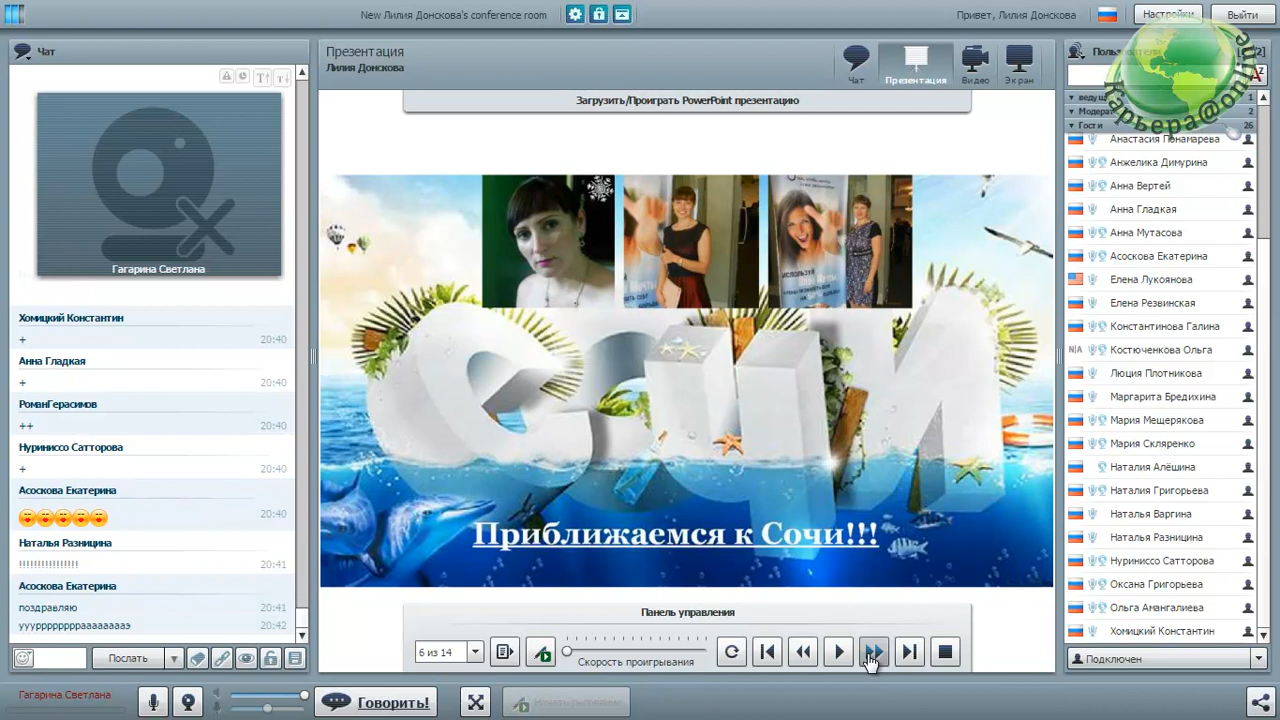 New Лилия Донскова's conference room
Привет, Лилия Донскова
Настройки
Выйти
Чат
Гагарина Светлана
Хомицкий Константин
+ 20:40
Анна Гладкая
+ 20:40
РоманГерасимов
++ 20:40
Нуриниссо Сатторова
+ 20:40
Асоскова Екатерина
20:40
Наталья Разницина
!!!!!!!!!!!!!!!! 20:41
Асоскова Екатерина
поздравляю 20:41
ууурррррррраааааааэ 20:42
Послать
Презентация
Лилия Донскова
Чат
Презентация
Видео
Экран
Загрузить/Проиграть PowerPoint презентацию
СОЧИ
Приближаемся к Сочи!!!
Панель управления
6 из 14
Скорость проигрывания
Карьера@online
Гости 26
Анастасия Понамарева
Анжелика Димурина
Анна Вертей
Анна Гладкая
Анна Мутасова
Асоскова Екатерина
Елена Лукоянова
Елена Резвинская
Константинова Галина
N/A Костюченкова Ольга
Люция Плотникова
Маргарита Бредихина
Мария Мещерякова
Мария Скляренко
Наталия Алёшина
Наталия Григорьева
Наталья Варгина
Наталья Разницина
Нуриниссо Сатторова
Оксана Григорьева
Ольга Амангалиева
Хомицкий Константин
Подключен
Гагарина Светлана
Говорить!